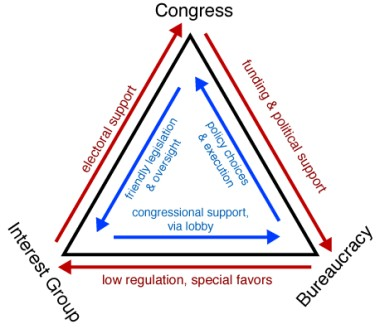 Congress
electoral support
funding & political support
friendly legislation
& oversight
policy choices
& execution
congressional support,
via lobby
Interest Group
Bureaucracy
low regulation, special favors